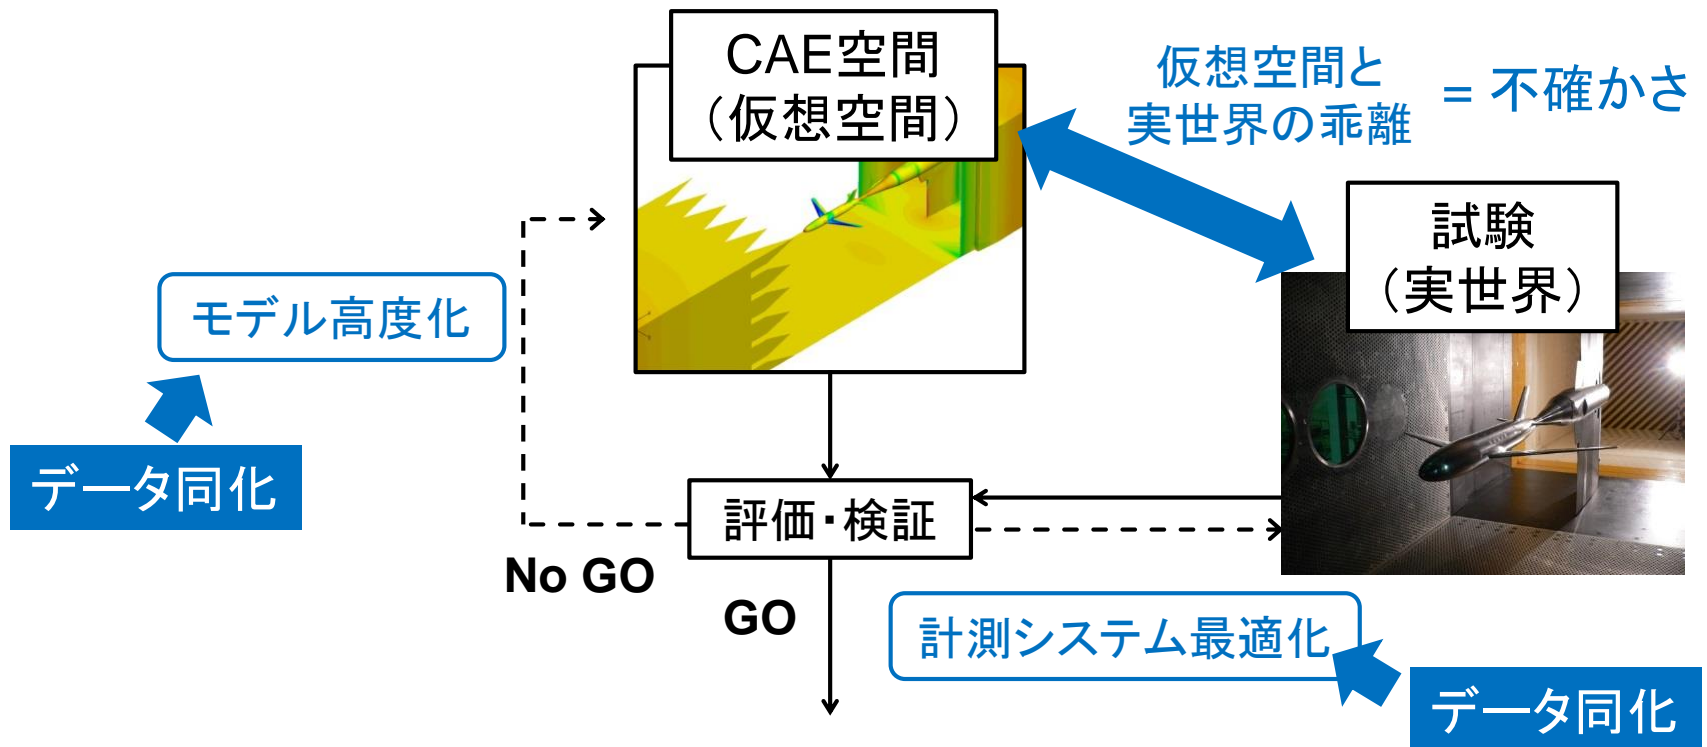 CAE空間
（仮想空間）
仮想空間と
実世界の乖離
= 不確かさ
試験
（実世界）
モデル高度化
データ同化
評価・検証
No GO
GO
計測システム最適化
データ同化